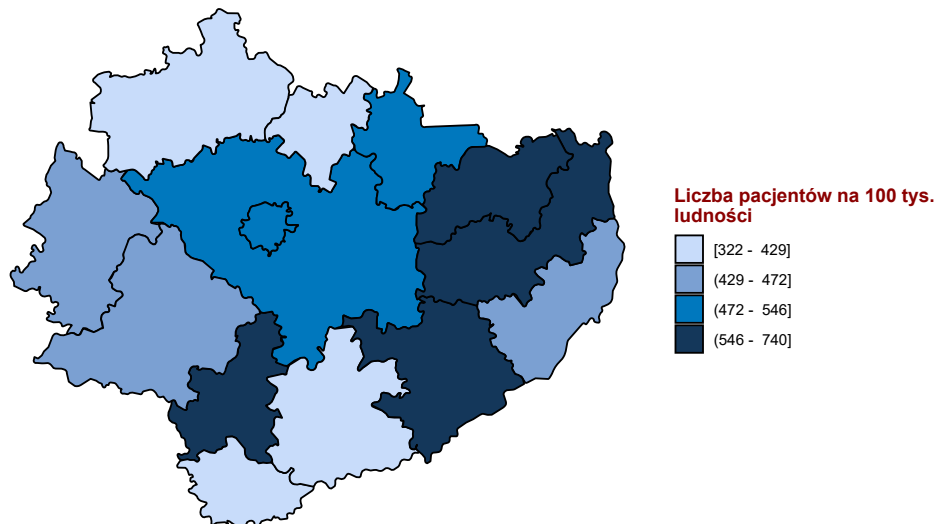 Liczba pacjentów na 100 tys.
ludności
[322 - 429]
(429 - 472]
(472 - 546]
(546 - 740]